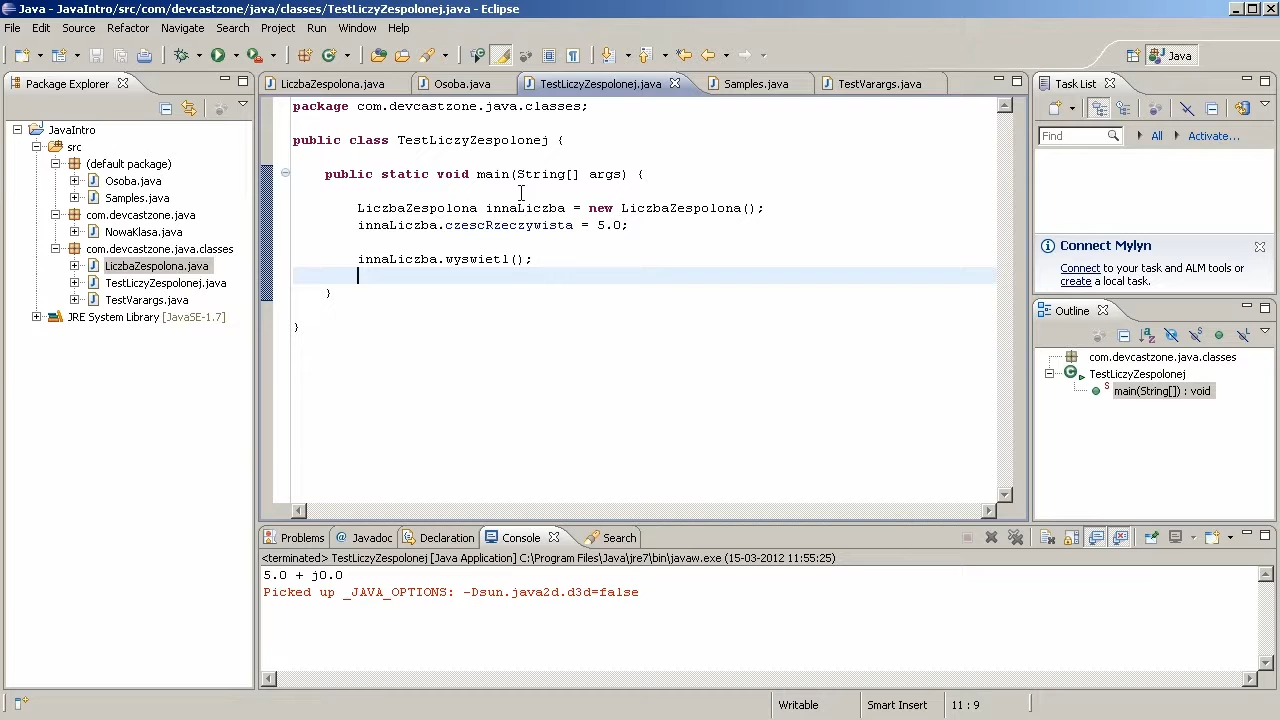 Java - JavaIntro/src/com/devcastzone/java/classes/TestLiczyZespolonej.java - Eclipse
File Edit Source Refactor Navigate Search Project Run Window Help
Java
Package Explorer
JavaIntro
src
(default package)
Osoba.java
Samples.java
com.devcastzone.java
NowaKlasa.java
com.devcastzone.java.classes
LiczbaZespolona.java
TestLiczyZespolonej.java
TestVarargs.java
JRE System Library [JavaSE-1.7]
LiczbaZespolona.java Osoba.java TestLiczyZespolonej.java Samples.java TestVarargs.java
package com.devcastzone.java.classes;
public class TestLiczyZespolonej {
public static void main(String[] args) {
LiczbaZespolona innaLiczba = new LiczbaZespolona();
innaLiczba.czescRzeczywista = 5.0;
innaLiczba.wyswietl();
}
}
Task List
Find All Activate...
Connect Mylyn
Connect to your task and ALM tools or
create a local task.
Outline
com.devcastzone.java.classes
TestLiczyZespolonej
S
main(String[]) : void
Problems @ Javadoc Declaration Console Search
<terminated> TestLiczyZespolonej [Java Application] C:\Program Files\Java\jre7\bin\javaw.exe (15-03-2012 11:55:25)
5.0 + j0.0
Picked up _JAVA_OPTIONS: -Dsun.java2d.d3d=false
Writable Smart Insert 11 : 9